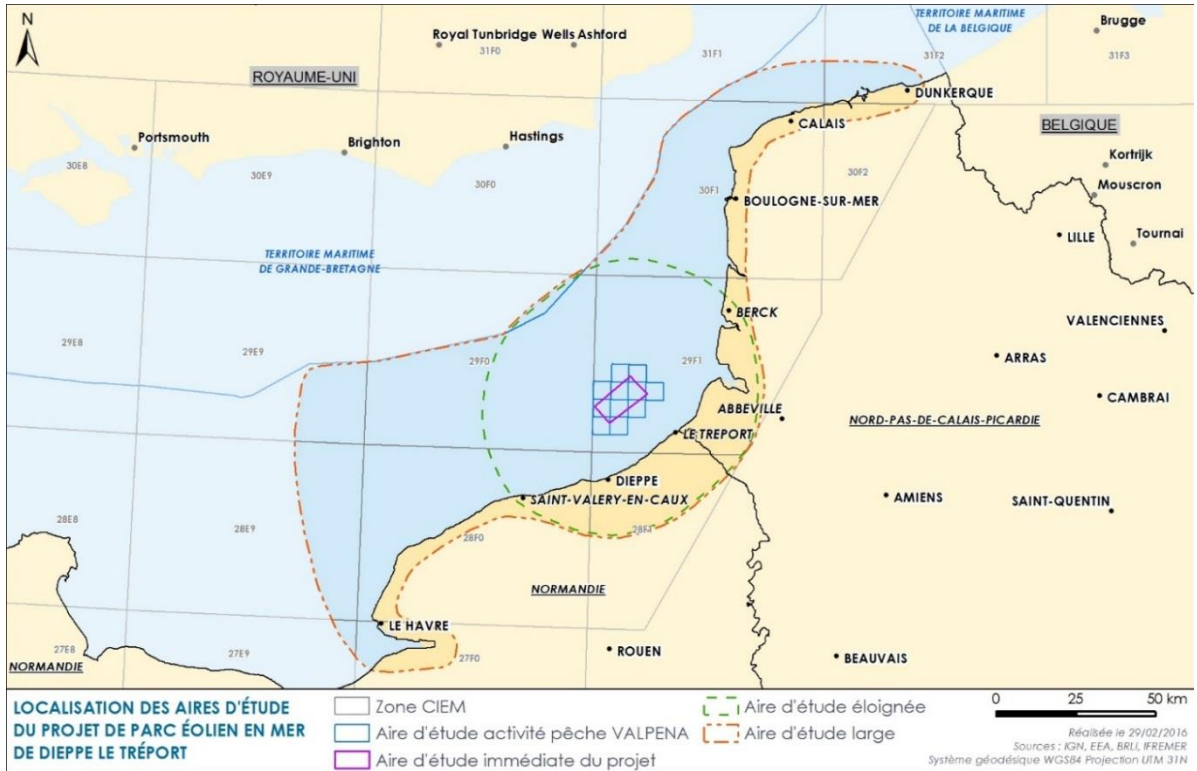 N
TERRITOIRE MARITIME
DE LA BELGIQUE
Brugge
Royal Tunbridge Wells
Ashford
31F0
31F1
31F2
31F3
ROYAUME-UNI
DUNKERQUE
CALAIS
BELGIQUE
Portsmouth
Brighton
Hastings
30E8
30E9
30F0
30F1
30F2
Kortrijk
Mouscron
BOULOGNE-SUR-MER
LILLE
Tournai
TERRITOIRE MARITIME
DE GRANDE-BRETAGNE
BERCK
VALENCIENNES
29E8
29E9
29F0
29F1
ARRAS
CAMBRAI
ABBEVILLE
NORD-PAS-DE-CALAIS-PICARDIE
LE TREPORT
DIEPPE
SAINT-VALERY-EN-CAUX
AMIENS
SAINT-QUENTIN
28E8
28E9
28F0
28F1
NORMANDIE
LE HAVRE
ROUEN
BEAUVAIS
27E8
27E9
27F0
NORMANDIE
LOCALISATION DES AIRES D'ÉTUDE
DU PROJET DE PARC ÉOLIEN EN MER
DE DIEPPE LE TRÉPORT
Zone CIEM
Aire d'étude activité pêche VALPENA
Aire d'étude immédiate du projet
Aire d'étude éloignée
Aire d'étude large
0 25 50 km
Réalisée le 29/02/2016
Sources : IGN, EEA, BRLi, IFREMER
Système géodésique WGS84 Projection UTM 31N